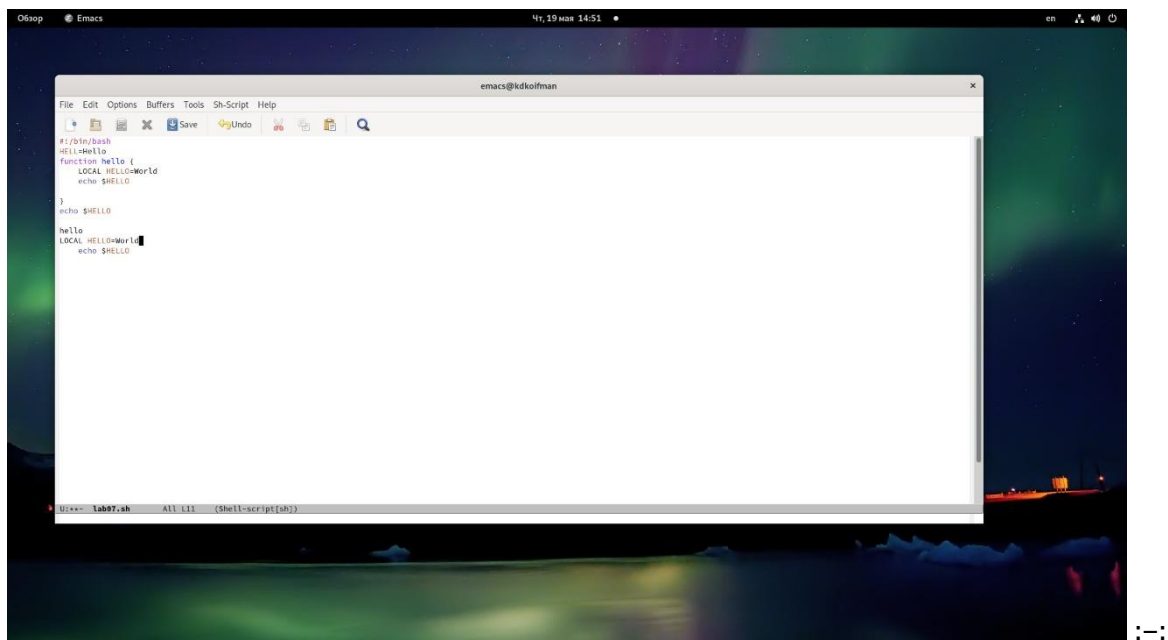 Обзор Emacs Чт, 19 мая 14:51 en
emacs@kdkoifman ×
File Edit Options Buffers Tools Sh-Script Help
Save Undo
#!/bin/bash
HELL=Hello
function hello {
LOCAL HELLO=World
echo $HELLO
}
echo $HELLO
hello
LOCAL HELLO=World
echo $HELLO
U:**- lab07.sh All L11 (Shell-script[sh])
:-: